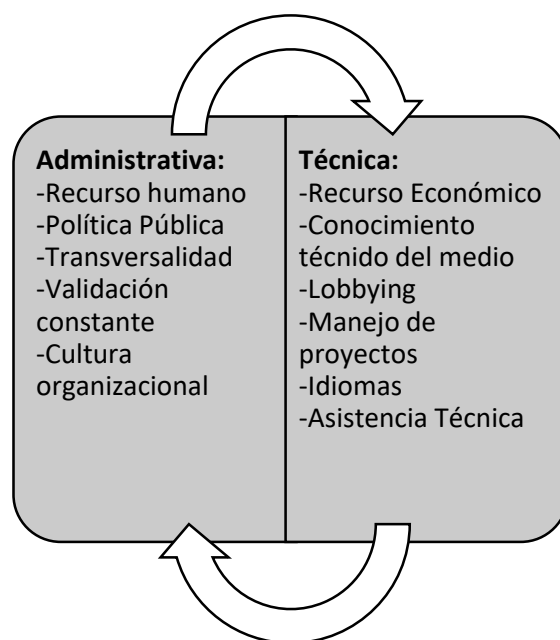 Administrativa:
-Recurso humano
-Política Pública
-Transversalidad
-Validación
constante
-Cultura
organizacional
Técnica:
-Recurso Económico
-Conocimiento
técnido del medio
-Lobbying
-Manejo de
proyectos
-Idiomas
-Asistencia Técnica